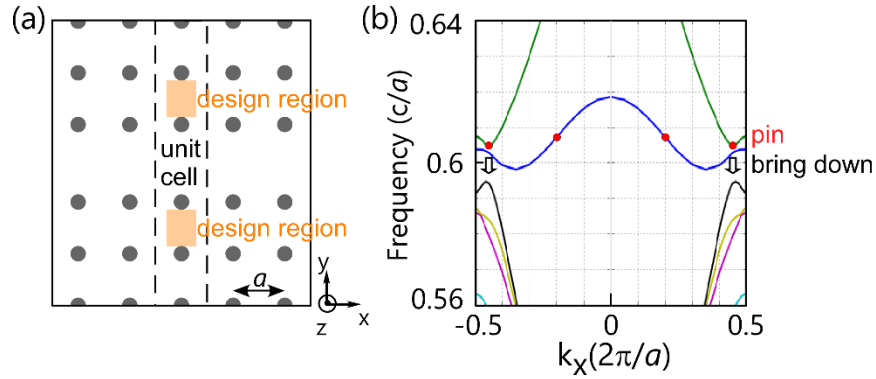 (a)
design region
unit
cell
design region
a
y
z
x
(b)
0.64
0.6
0.56
Frequency (c/a)
pin
bring down
-0.5
0
0.5
kx(2π/a)